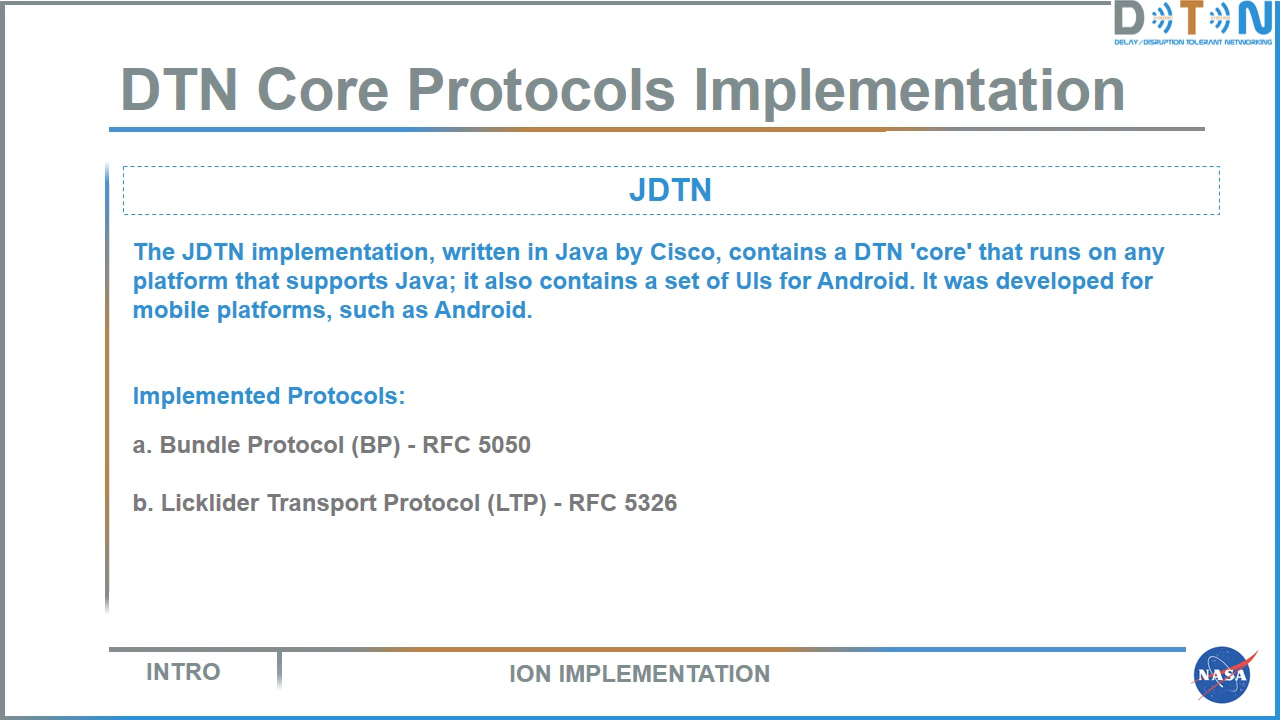 D T N
DELAY/DISRUPTION TOLERANT NETWORKING
DTN Core Protocols Implementation
JDTN
The JDTN implementation, written in Java by Cisco, contains a DTN 'core' that runs on any
platform that supports Java; it also contains a set of UIs for Android. It was developed for
mobile platforms, such as Android.
Implemented Protocols:
a. Bundle Protocol (BP) - RFC 5050
b. Licklider Transport Protocol (LTP) - RFC 5326
INTRO
ION IMPLEMENTATION
NASA